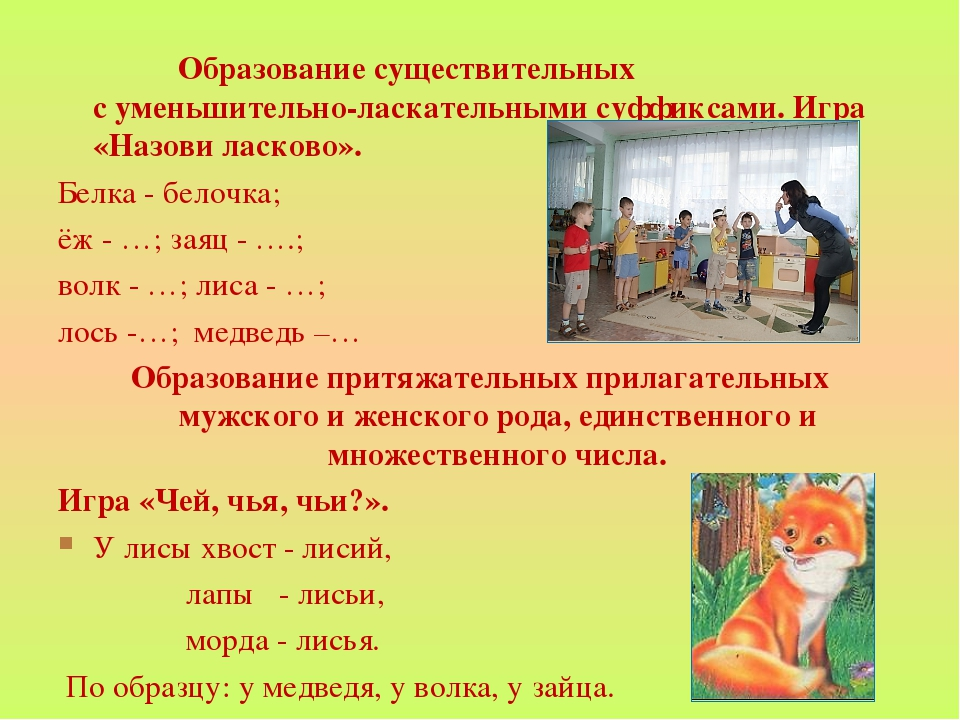 Образование существительных
с уменьшительно-ласкательными суффиксами. Игра
«Назови ласково».
Белка - белочка;
ёж - …; заяц - ….;
волк - …; лиса - …;
лось -…; медведь –…
Образование притяжательных прилагательных
мужского и женского рода, единственного и
множественного числа.
Игра «Чей, чья, чьи?».
У лисы хвост - лисий,
лапы - лисьи,
морда - лисья.
По образцу: у медведя, у волка, у зайца.